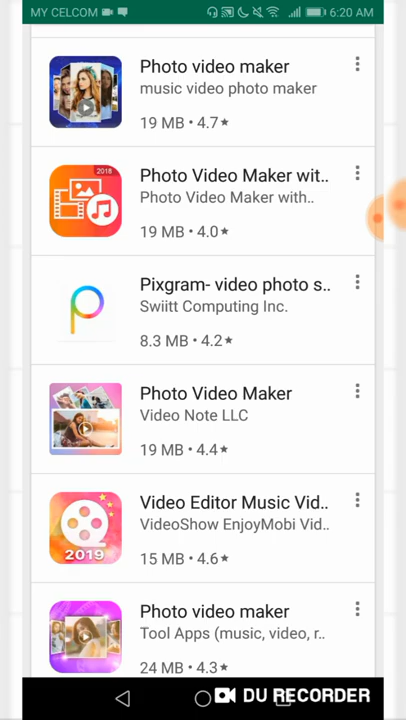 MY CELCOM 6:20 AM
Photo video maker
music video photo maker
19 MB • 4.7★
2018
Photo Video Maker wit..
Photo Video Maker with..
19 MB • 4.0★
Pixgram- video photo s..
Swiitt Computing Inc.
8.3 MB • 4.2★
Photo Video Maker
Video Note LLC
19 MB • 4.4★
Video Editor Music Vid..
VideoShow EnjoyMobi Vid..
2019
15 MB • 4.6★
Photo video maker
Tool Apps (music, video, r..
24 MB • 4.3★
DU RECORDER